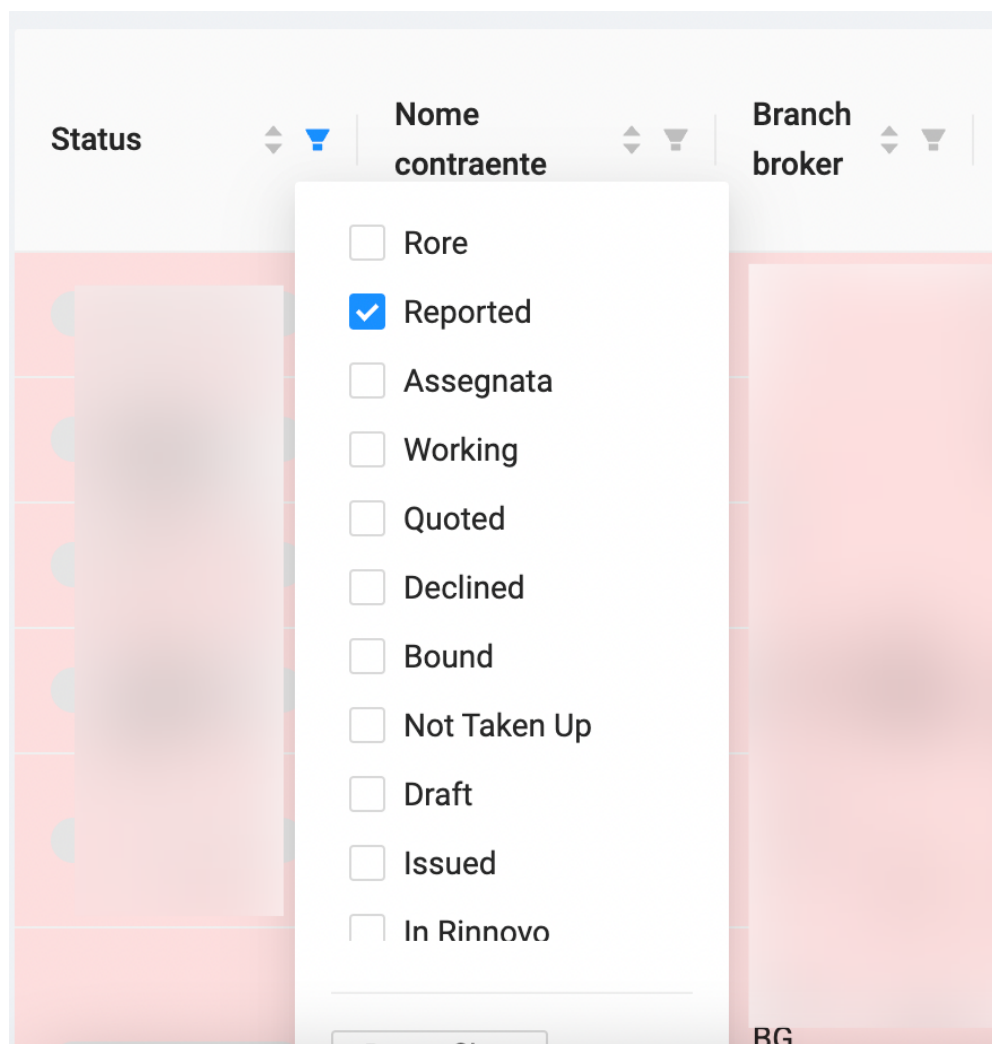 Status
Nome
contraente
Branch
broker
Rore
Reported
Assegnata
Working
Quoted
Declined
Bound
Not Taken Up
Draft
Issued
In Rinnovo
BG